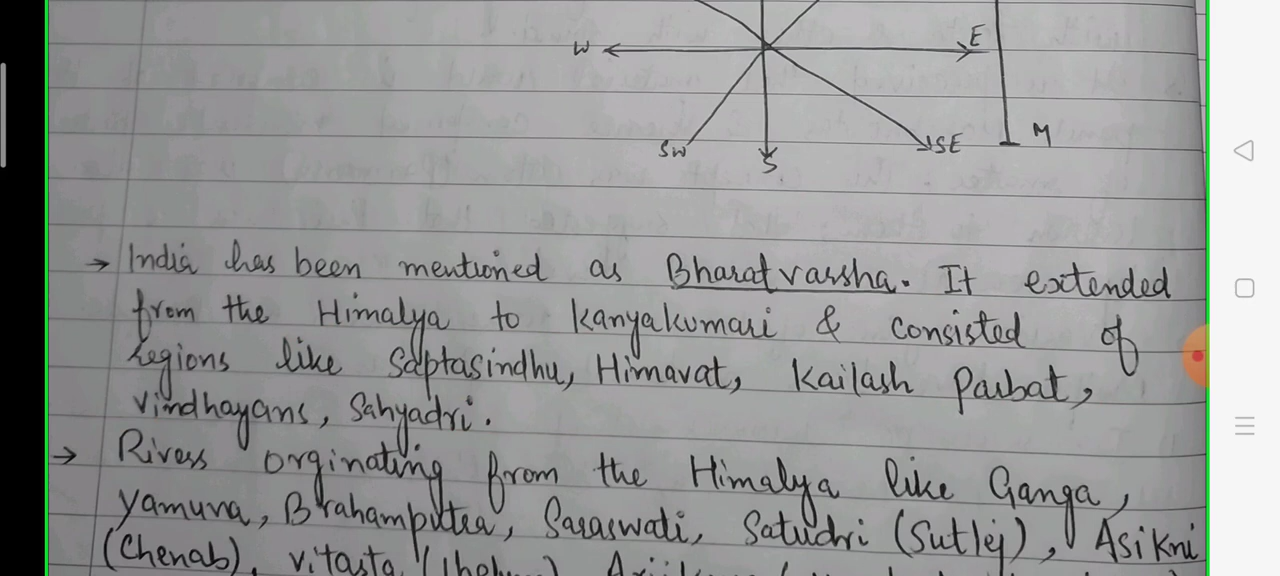 W E
SW S SE M
→ India has been mentioned as Bharatvarsha. It extended
from the Himalya to Kanyakumari & consisted of
regions like Saptasindhu, Himavat, Kailash Parbat,
Vindhayans, Sahyadri.
→ Rivers orginating from the Himalya like Ganga,
Yamuna, Brahamputra, Saraswati, Satudri (Sutlej), Asikni
(Chenab), Vitasta